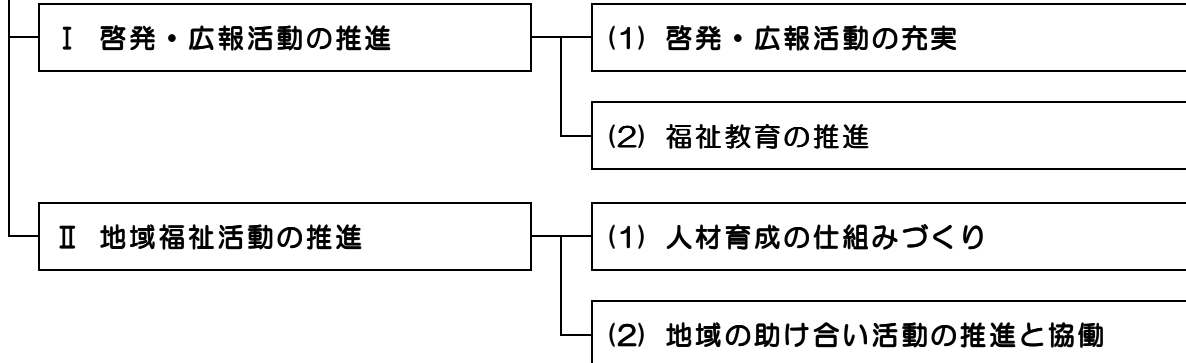 Ⅰ 啓発・広報活動の推進
(1) 啓発・広報活動の充実
(2) 福祉教育の推進
Ⅱ 地域福祉活動の推進
(1) 人材育成の仕組みづくり
(2) 地域の助け合い活動の推進と協働